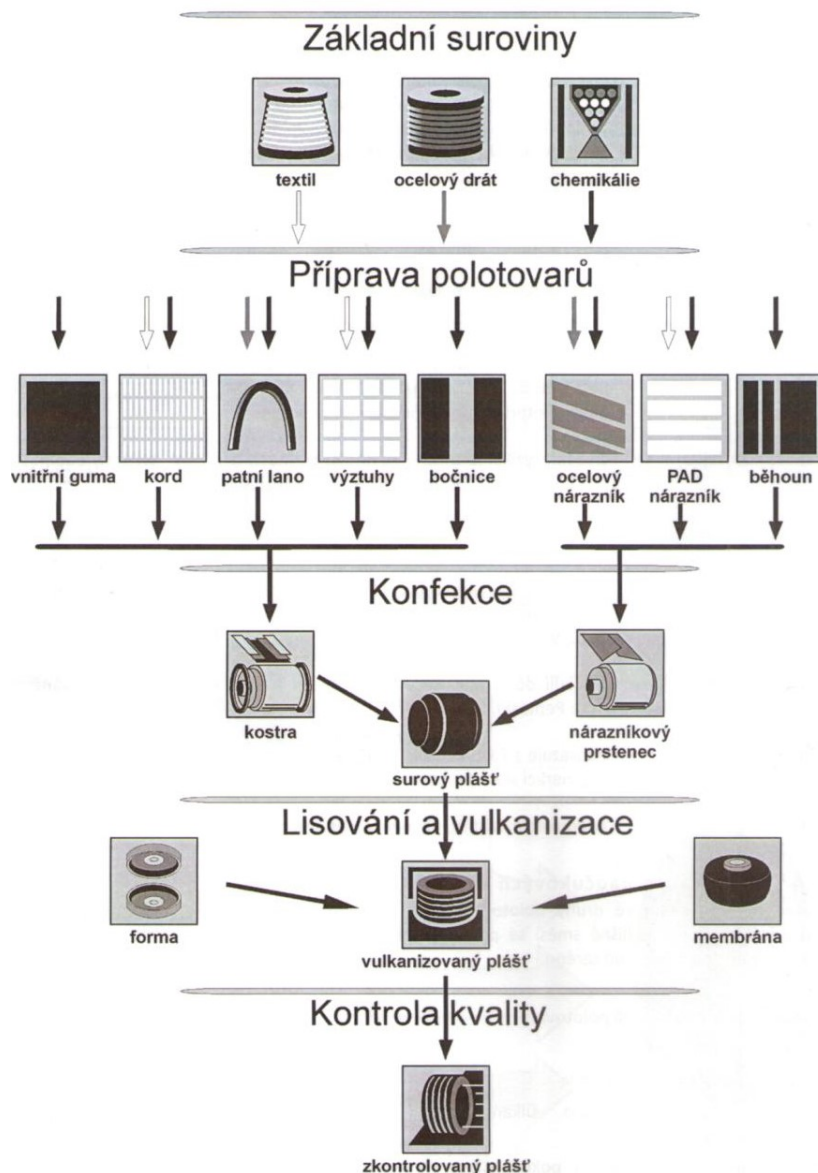 Základní suroviny
textil
ocelový drát
chemikálie
Příprava polotovarů
vnitřní guma
kord
patní lano
výztuhy
bočnice
ocelový
nárazník
PAD
nárazník
běhoun
Konfekce
kostra
surový plášť
nárazníkový
prstenec
Lisování a vulkanizace
forma
vulkanizovaný plášť
membrána
Kontrola kvality
zkontrolovaný plášť